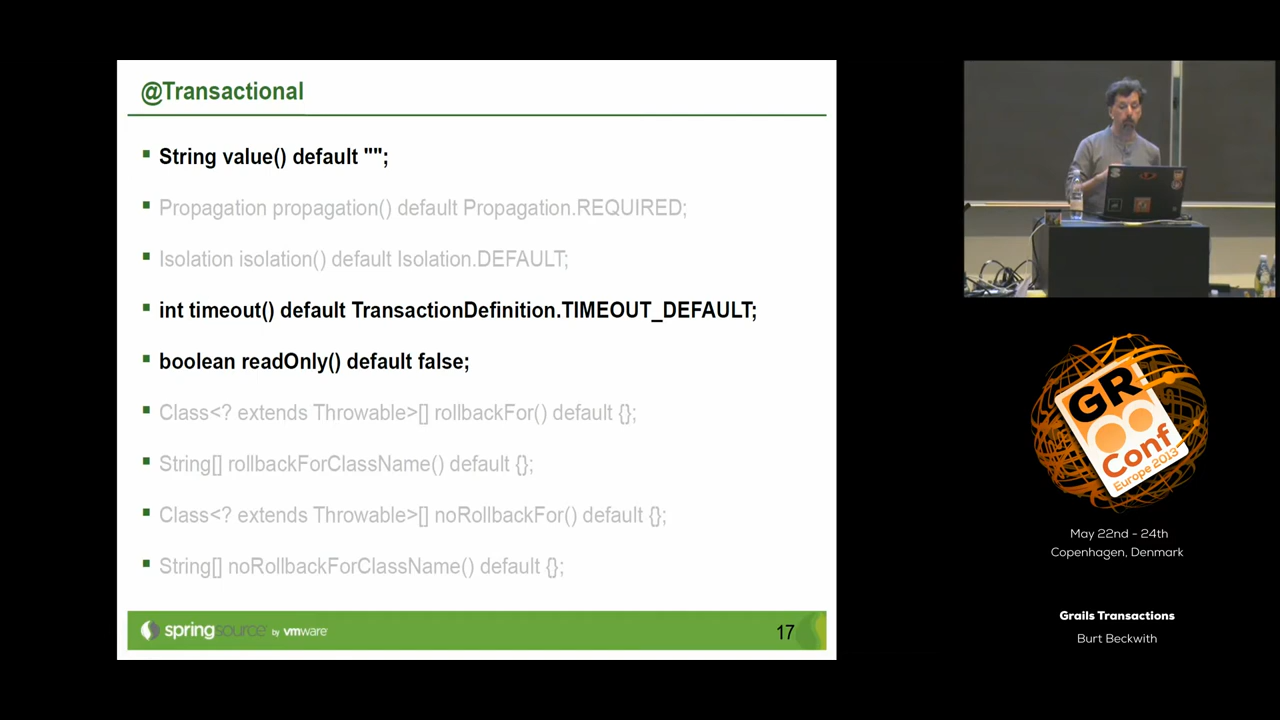 @Transactional
String value() default "";
Propagation propagation() default Propagation.REQUIRED;
Isolation isolation() default Isolation.DEFAULT;
int timeout() default TransactionDefinition.TIMEOUT_DEFAULT;
boolean readOnly() default false;
Class<? extends Throwable>[] rollbackFor() default {};
String[] rollbackForClassName() default {};
Class<? extends Throwable>[] noRollbackFor() default {};
String[] noRollbackForClassName() default {};
springsource by vmware
17
GR8
Conf
Europe 2013
May 22nd - 24th
Copenhagen, Denmark
Grails Transactions
Burt Beckwith